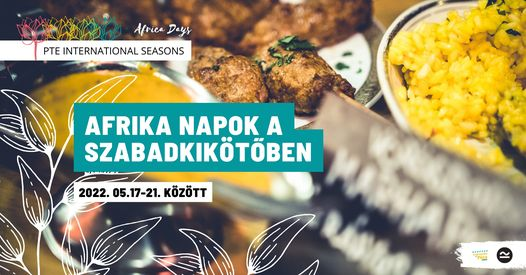 Africa Days
PTE INTERNATIONAL SEASONS
AFRIKA NAPOK A
SZABADKIKÖTŐBEN
2022. 05.17-21. KÖZÖTT